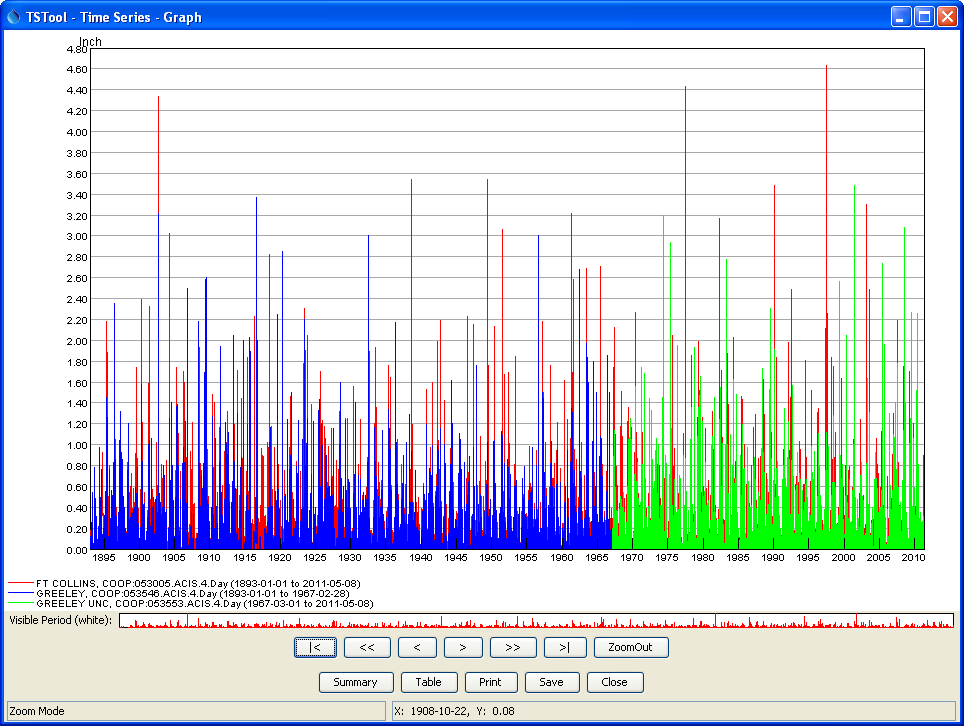 TSTool - Time Series - Graph
Inch
4.80
4.60
4.40
4.20
4.00
3.80
3.60
3.40
3.20
3.00
2.80
2.60
2.40
2.20
2.00
1.80
1.60
1.40
1.20
1.00
0.80
0.60
0.40
0.20
0.00
1895 1900 1905 1910 1915 1920 1925 1930 1935 1940 1945 1950 1955 1960 1965 1970 1975 1980 1985 1990 1995 2000 2005 2010
FT COLLINS, COOP:053005.ACIS.4.Day (1893-01-01 to 2011-05-08)
GREELEY, COOP:053546.ACIS.4.Day (1893-01-01 to 1967-02-28)
GREELEY UNC, COOP:053553.ACIS.4.Day (1967-03-01 to 2011-05-08)
Visible Period (white):
|< << < > >> >| ZoomOut
Summary Table Print Save Close
Zoom Mode X: 1908-10-22, Y: 0.08